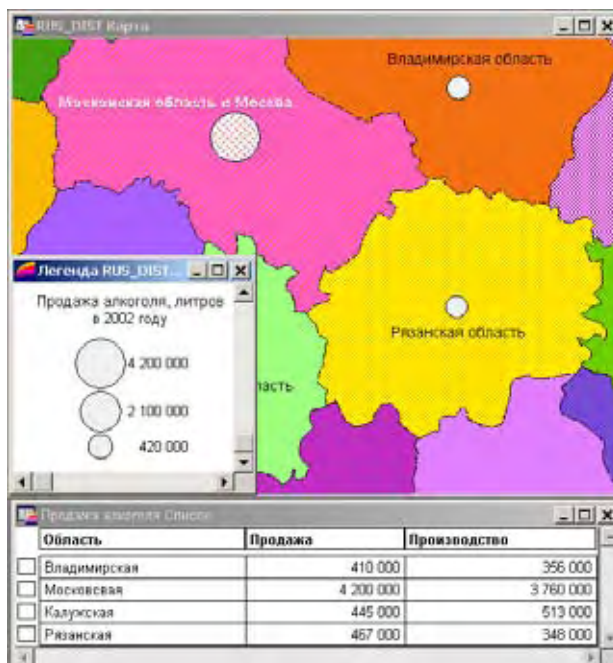 RUS_DIST Карта
Владимирская область
Московская область и Москва
Легенда RUS_DIST...
Продажа алкоголя, литров
в 2002 году
4 200 000
2 100 000
420 000
Рязанская область
ласть
Продажа алкоголя Список
Область Продажа Производство
Владимирская 410 000 356 000
Московсвая 4 200 000 3 760 000
Калужская 445 000 513 000
Рязанская 467 000 348 000